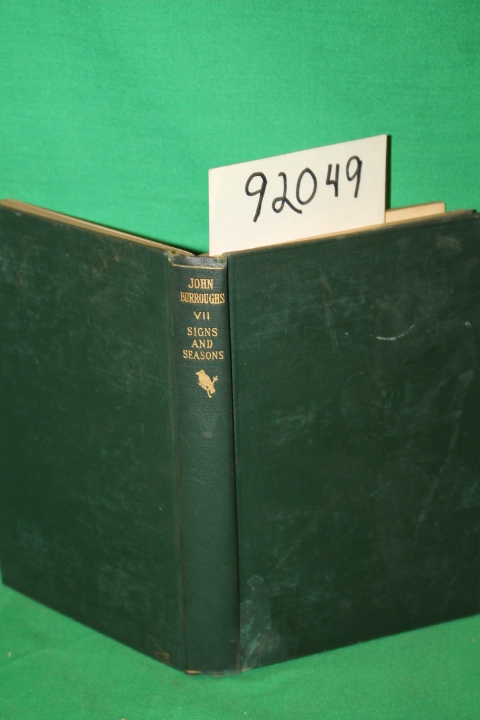 92049
JOHN
BURROUGHS
VII
SIGNS
AND
SEASONS